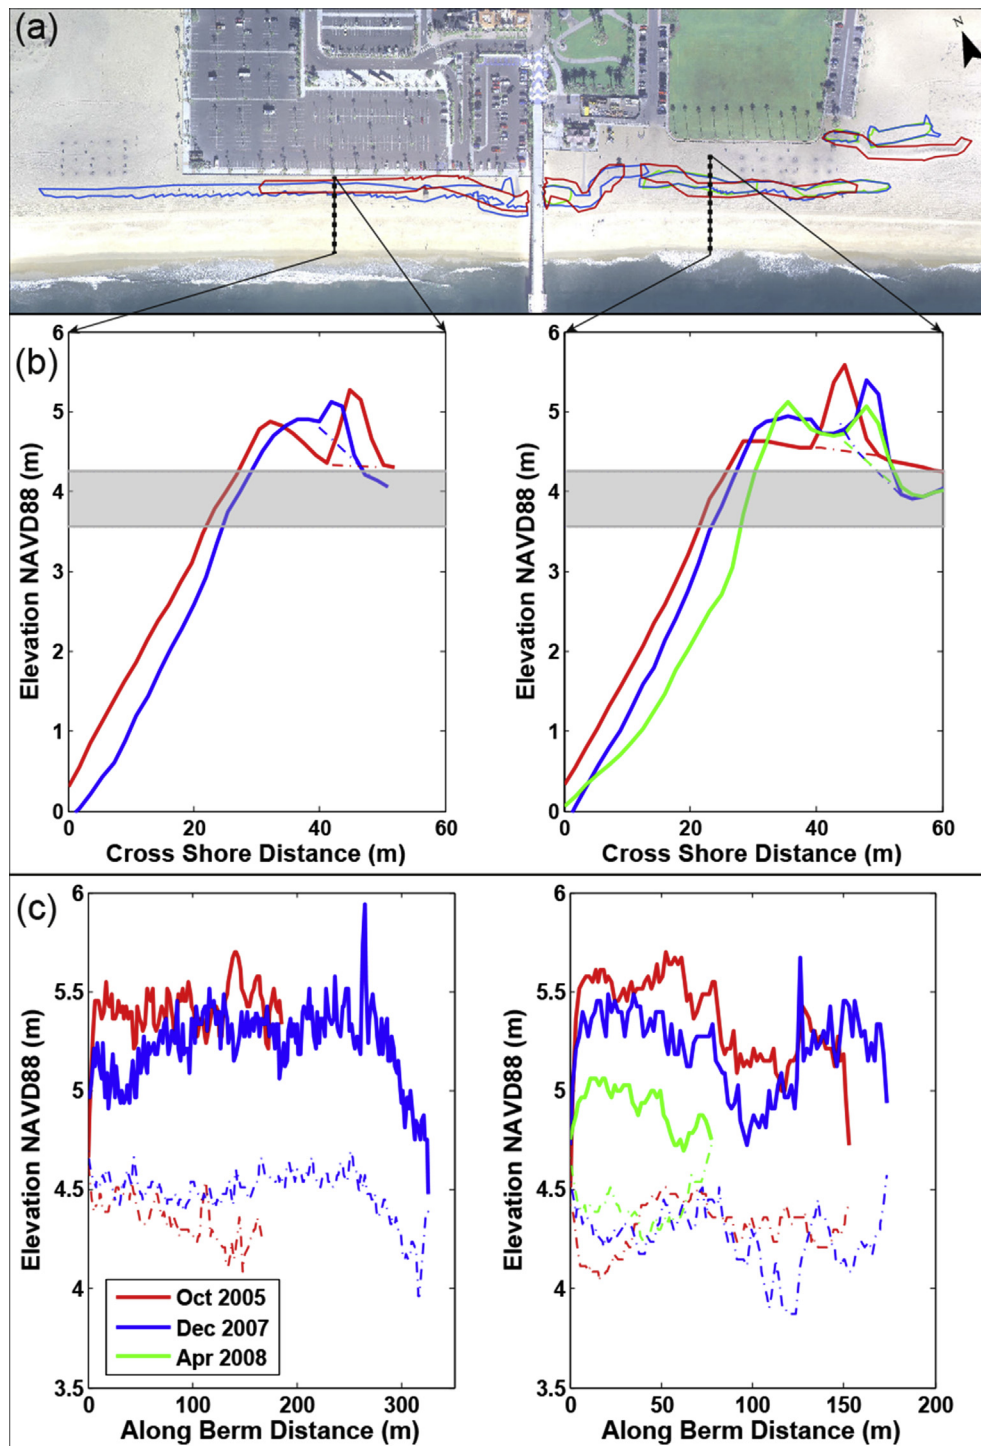 (a)
N
(b)
6
5
4
3
2
1
0
Elevation NAVD88 (m)
0 20 40 60
Cross Shore Distance (m)
6
5
4
3
2
1
0
Elevation NAVD88 (m)
0 20 40 60
Cross Shore Distance (m)
(c)
6
5.5
5
4.5
4
3.5
Elevation NAVD88 (m)
Oct 2005
Dec 2007
Apr 2008
0 100 200 300
Along Berm Distance (m)
6
5.5
5
4.5
4
3.5
Elevation NAVD88 (m)
0 50 100 150 200
Along Berm Distance (m)